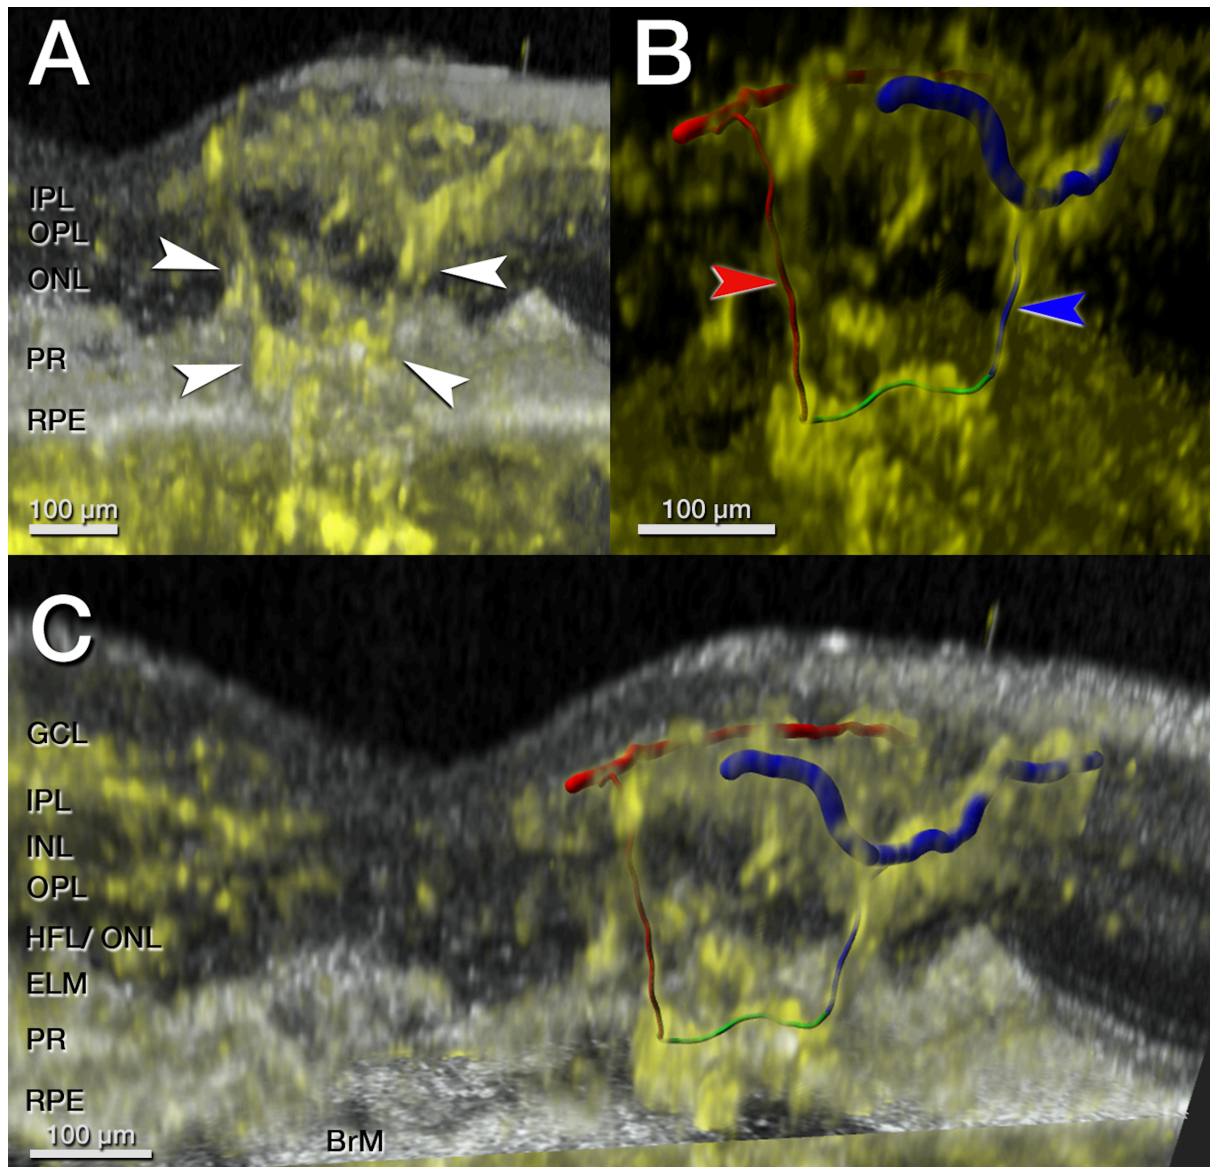 A
IPL
OPL
ONL
PR
RPE
100 µm
B
100 µm
C
GCL
IPL
INL
OPL
HFL/ ONL
ELM
PR
RPE
100 µm
BrM